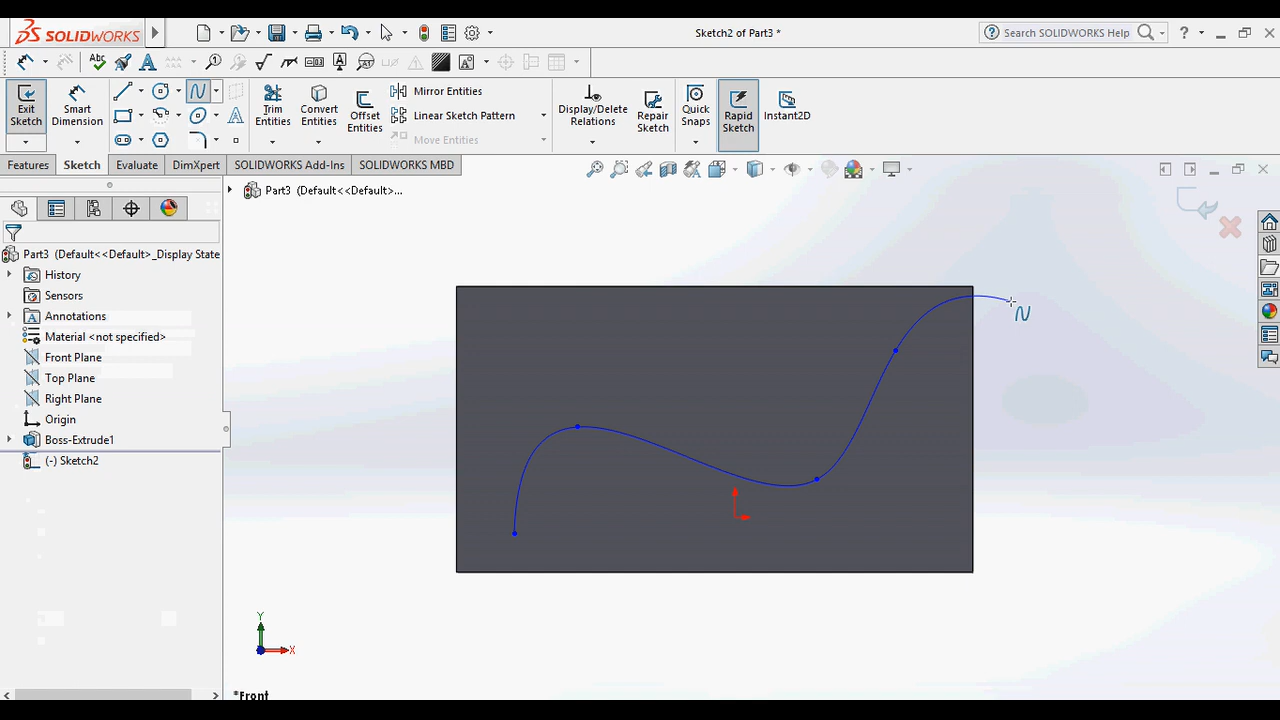 SOLIDWORKS
Sketch2 of Part3 *
Search SOLIDWORKS Help
?
Abc
Exit Sketch
Smart Dimension
Trim Entities
Convert Entities
Offset Entities
Mirror Entities
Linear Sketch Pattern
Move Entities
Display/Delete Relations
Repair Sketch
Quick Snaps
Rapid Sketch
Instant2D
Features
Sketch
Evaluate
DimXpert
SOLIDWORKS Add-Ins
SOLIDWORKS MBD
Part3 (Default<<Default>...
Part3 (Default<<Default>_Display State
History
Sensors
Annotations
Material <not specified>
Front Plane
Top Plane
Right Plane
Origin
Boss-Extrude1
(-) Sketch2
Y
X
*Front